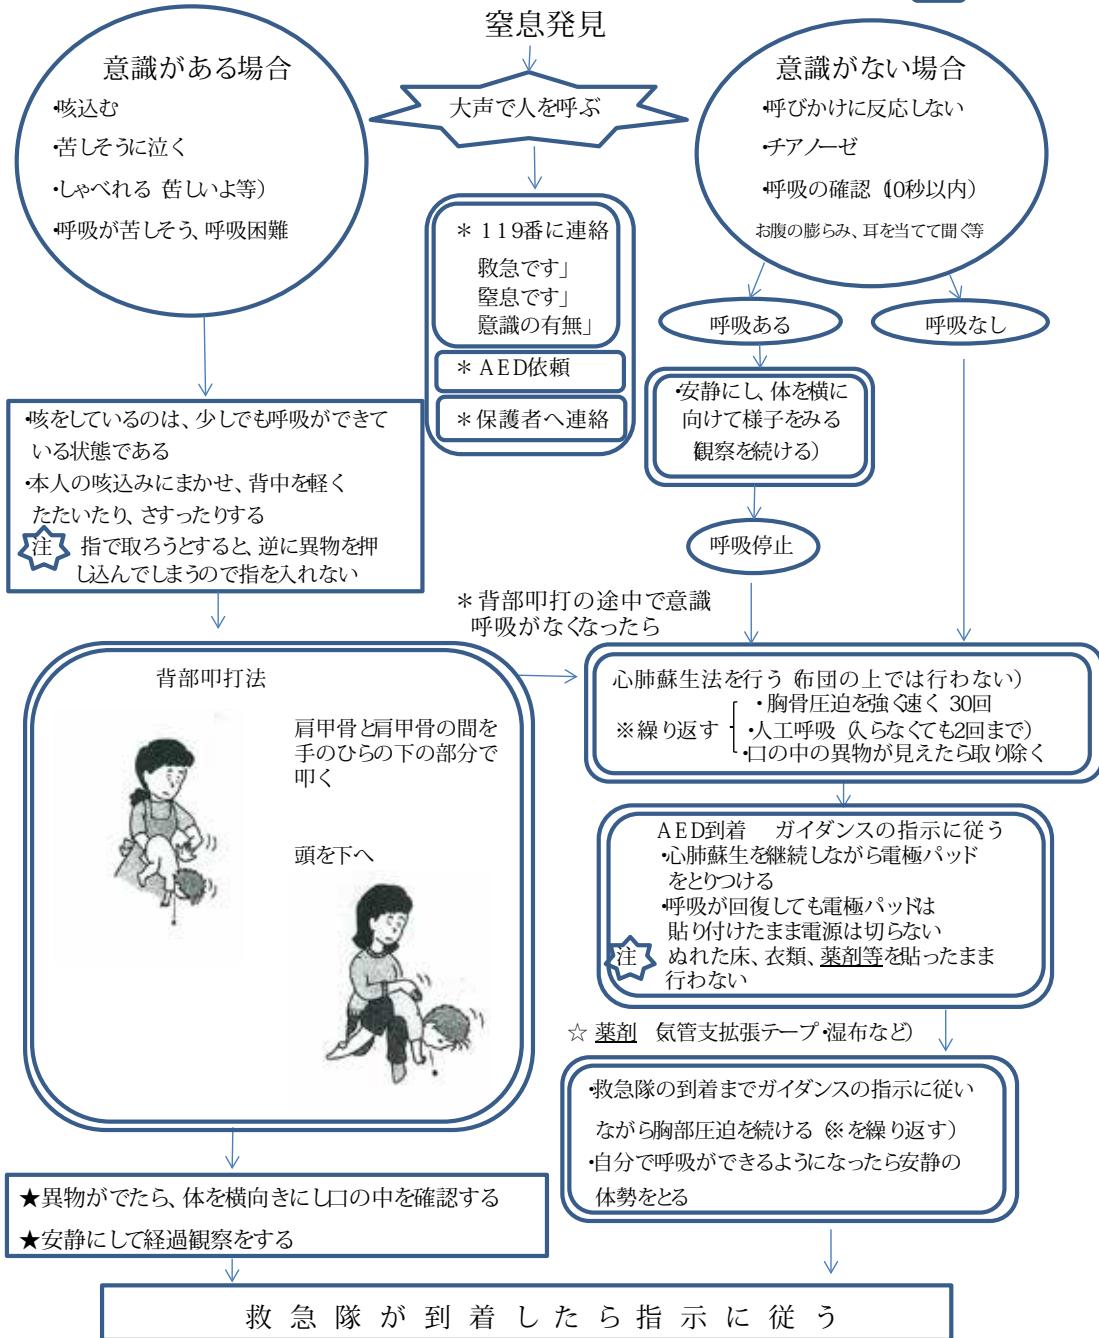 窒息発見
大声で人を呼ぶ
意識がある場合
・咳込む
・苦しそうに泣く
・しゃべれる（苦しいよ等）
・呼吸が苦しそう、呼吸困難
意識がない場合
・呼びかけに反応しない
・チアノーゼ
・呼吸の確認（10秒以内）
お腹の膨らみ、耳を当てて聞く等
＊119番に連絡
救急です」
窒息です」
意識の有無」
＊AED依頼
＊保護者へ連絡
呼吸ある
呼吸なし
・安静にし、体を横に
向けて様子をみる
（観察を続ける）
呼吸停止
・咳をしているのは、少しでも呼吸ができて
いる状態である
・本人の咳込みにまかせ、背中を軽く
たたいたり、さすったりする
注 指で取ろうとすると、逆に異物を押
し込んでしまうので指を入れない
＊背部叩打の途中で意識
呼吸がなくなったら
背部叩打法
肩甲骨と肩甲骨の間を
手のひらの下の部分で
叩く
頭を下へ
心肺蘇生法を行う（布団の上では行わない）
・胸骨圧迫を強く速く 30回
※繰り返す ・人工呼吸（入らなくても2回まで）
・口の中の異物が見えたら取り除く
AED到着 ガイダンスの指示に従う
・心肺蘇生を継続しながら電極パッド
をとりつける
・呼吸が回復しても電極パッドは
貼り付けたまま電源は切らない
注 ぬれた床、衣類、薬剤等を貼ったまま
行わない
☆ 薬剤（気管支拡張テープ・湿布など）
・救急隊の到着までガイダンスの指示に従い
ながら胸部圧迫を続ける（※を繰り返す）
・自分で呼吸ができるようになったら安静の
体勢をとる
★異物がでたら、体を横向きにし口の中を確認する
★安静にして経過観察をする
救急隊が到着したら指示に従う